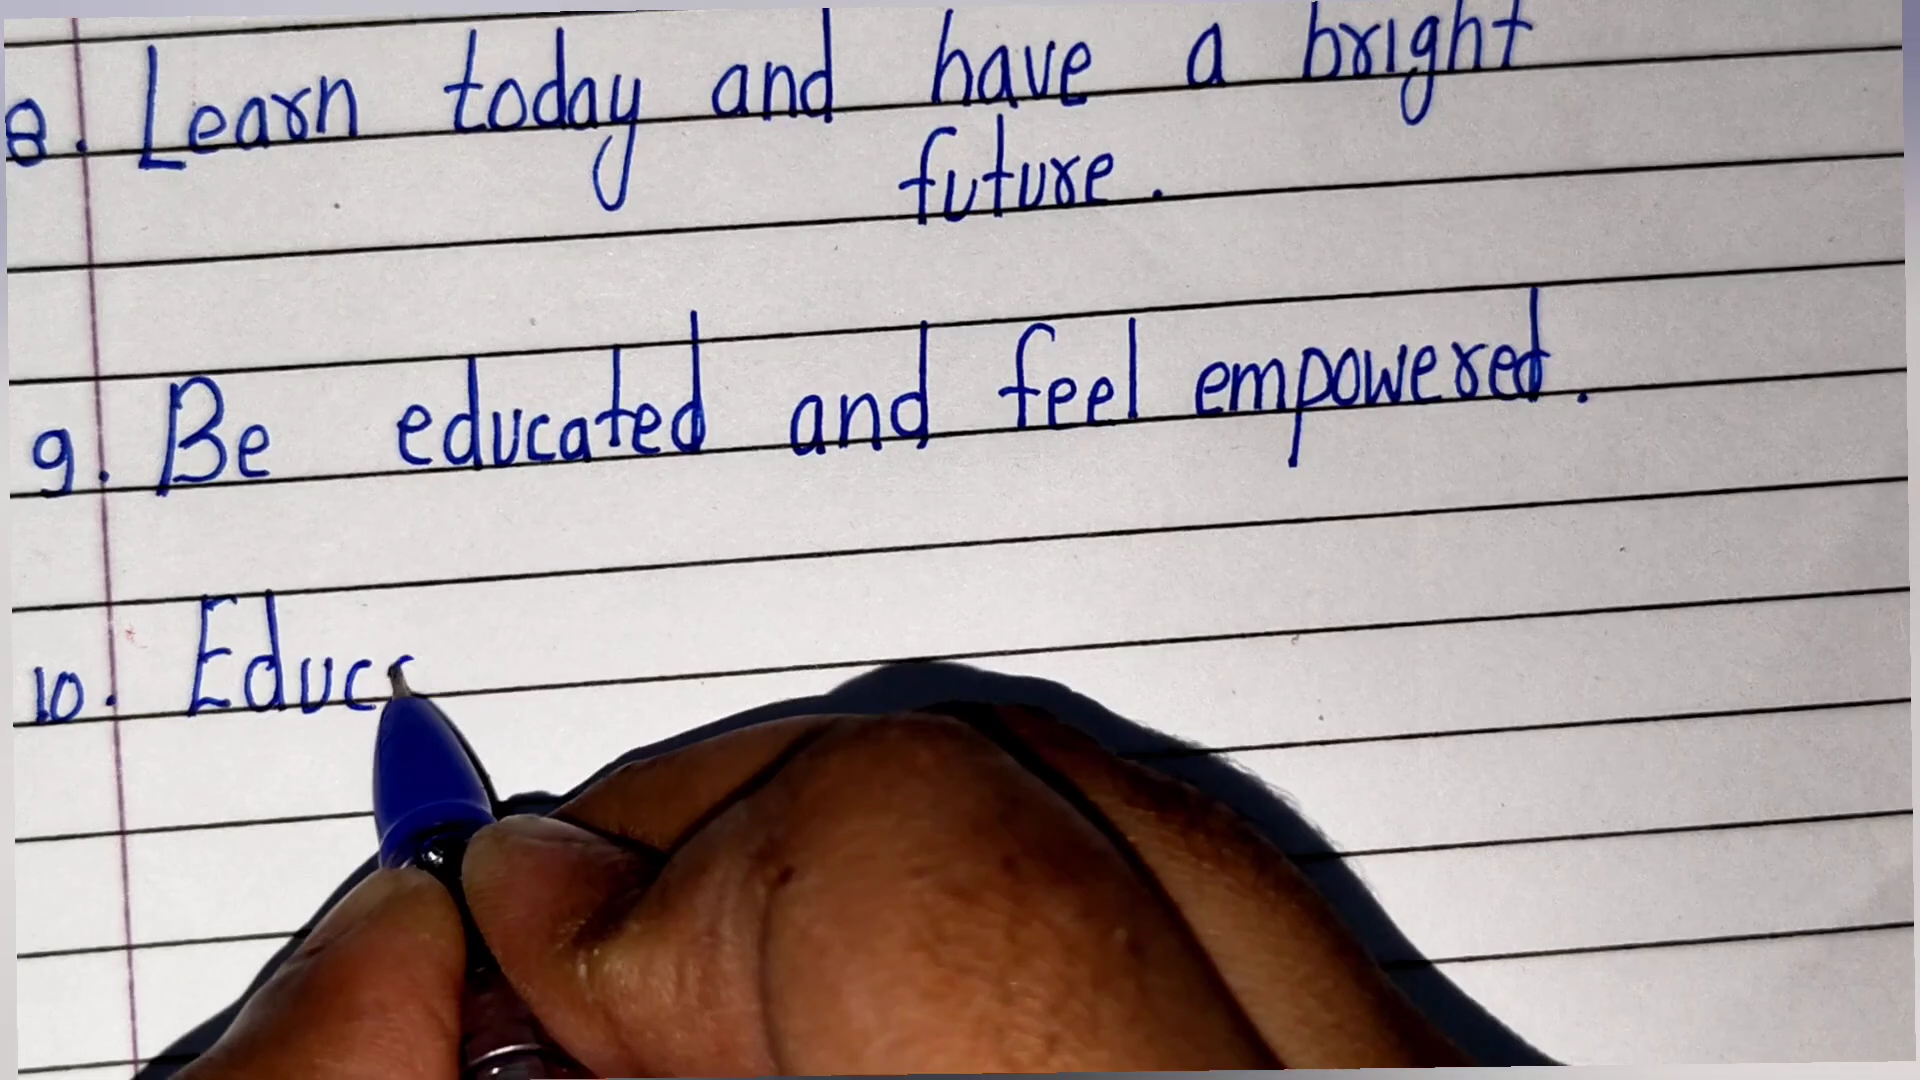 8. Learn today and have a bright
future.
9. Be educated and feel empowered.
10. Educ